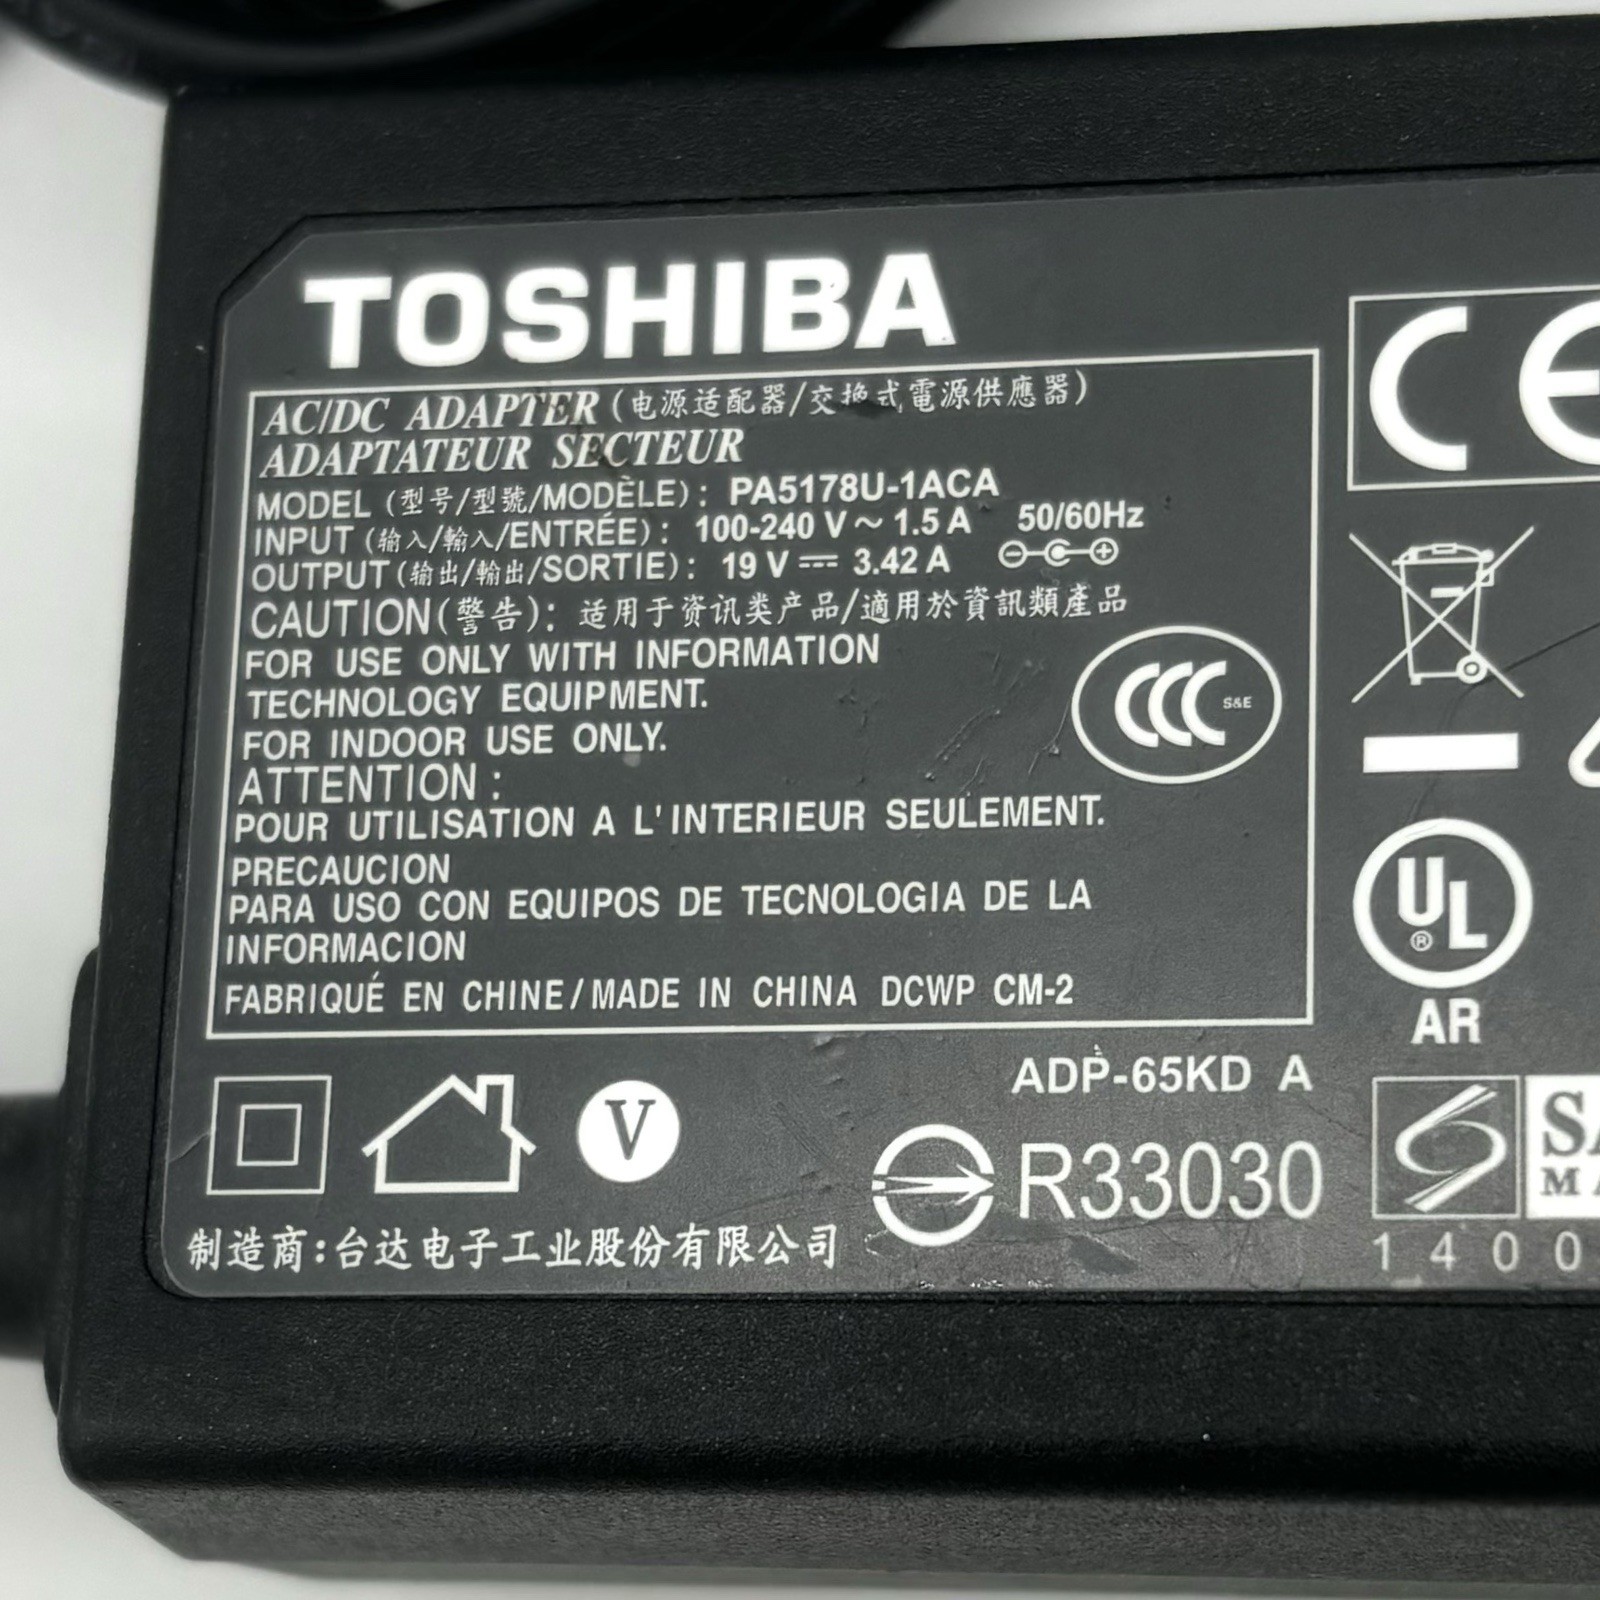 TOSHIBA
AC/DC ADAPTER (电源适配器/交换式電源供應器)
ADAPTATEUR SECTEUR
MODEL (型号/型號/MODÈLE): PA5178U-1ACA
INPUT (输入/輸入/ENTRÉE): 100-240 V ~ 1.5 A 50/60Hz
OUTPUT (输出/輸出/SORTIE): 19 V ⎓ 3.42 A
CAUTION(警告): 适用于资讯类产品/適用於資訊類產品
FOR USE ONLY WITH INFORMATION
TECHNOLOGY EQUIPMENT.
FOR INDOOR USE ONLY.
ATTENTION :
POUR UTILISATION A L'INTERIEUR SEULEMENT.
PRECAUCION
PARA USO CON EQUIPOS DE TECNOLOGIA DE LA
INFORMACION
FABRIQUÉ EN CHINE/MADE IN CHINA DCWP CM-2
CCC S&E
CE
UL ®
AR
ADP-65KD A
V
R33030
制造商:台达电子工业股份有限公司
SA
MA
1400